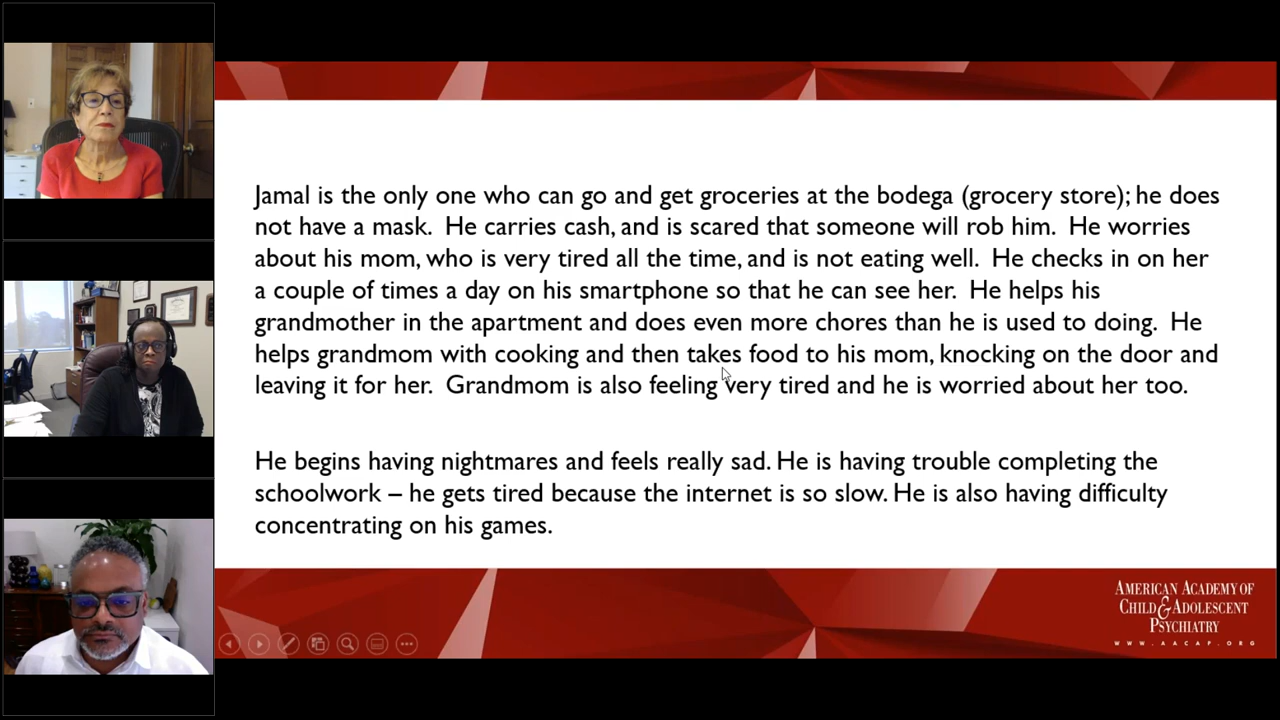 Jamal is the only one who can go and get groceries at the bodega (grocery store); he does
not have a mask. He carries cash, and is scared that someone will rob him. He worries
about his mom, who is very tired all the time, and is not eating well. He checks in on her
a couple of times a day on his smartphone so that he can see her. He helps his
grandmother in the apartment and does even more chores than he is used to doing. He
helps grandmom with cooking and then takes food to his mom, knocking on the door and
leaving it for her. Grandmom is also feeling very tired and he is worried about her too.
He begins having nightmares and feels really sad. He is having trouble completing the
schoolwork – he gets tired because the internet is so slow. He is also having difficulty
concentrating on his games.
AMERICAN ACADEMY OF
CHILD & ADOLESCENT
PSYCHIATRY
WWW.AACAP.ORG